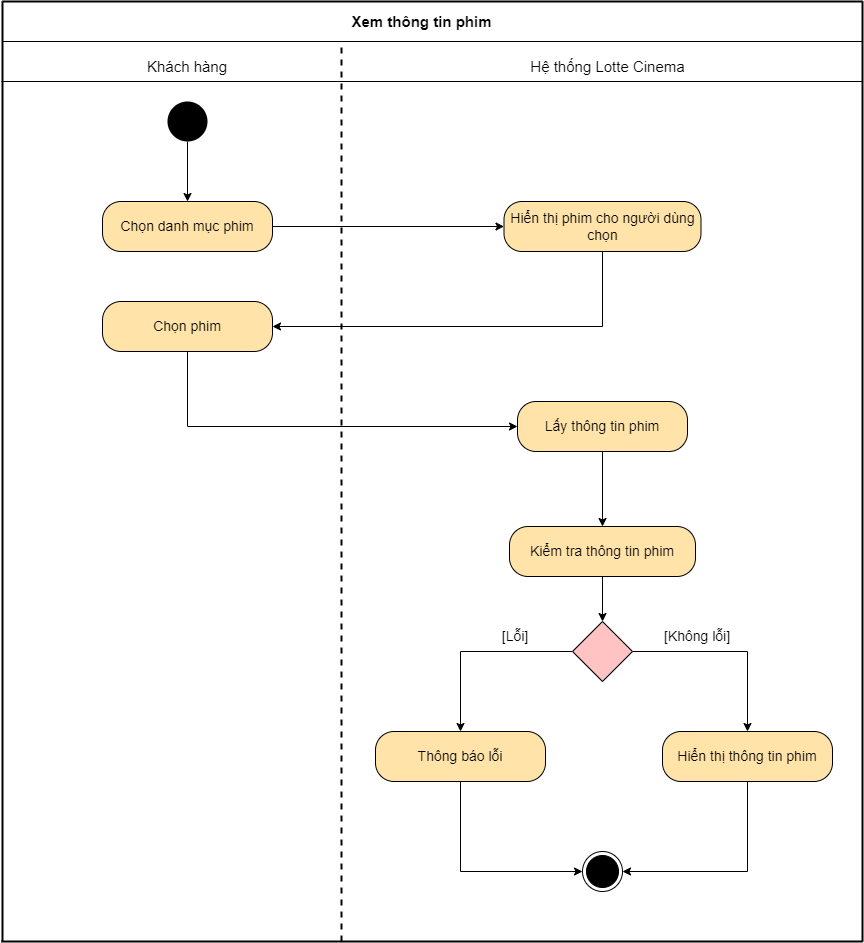 Xem thông tin phim
Khách hàng
Hệ thống Lotte Cinema
Chọn danh mục phim
Hiển thị phim cho người dùng
chọn
Chọn phim
Lấy thông tin phim
Kiểm tra thông tin phim
[Lỗi]
[Không lỗi]
Thông báo lỗi
Hiển thị thông tin phim